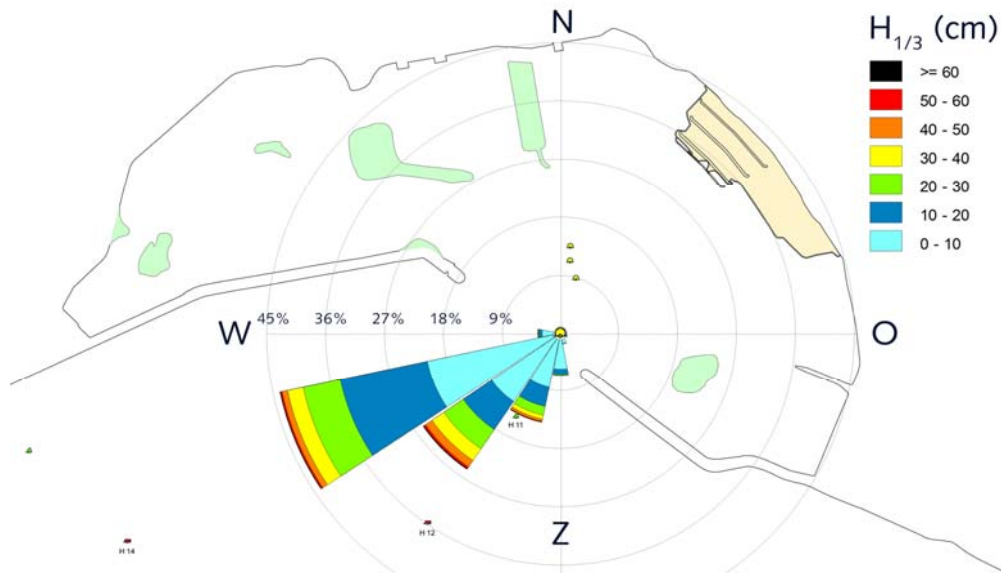 N
H1/3 (cm)
>= 60
50 - 60
40 - 50
30 - 40
20 - 30
10 - 20
0 - 10
W
45% 36% 27% 18% 9%
O
H 11
Z
H 12
H 14